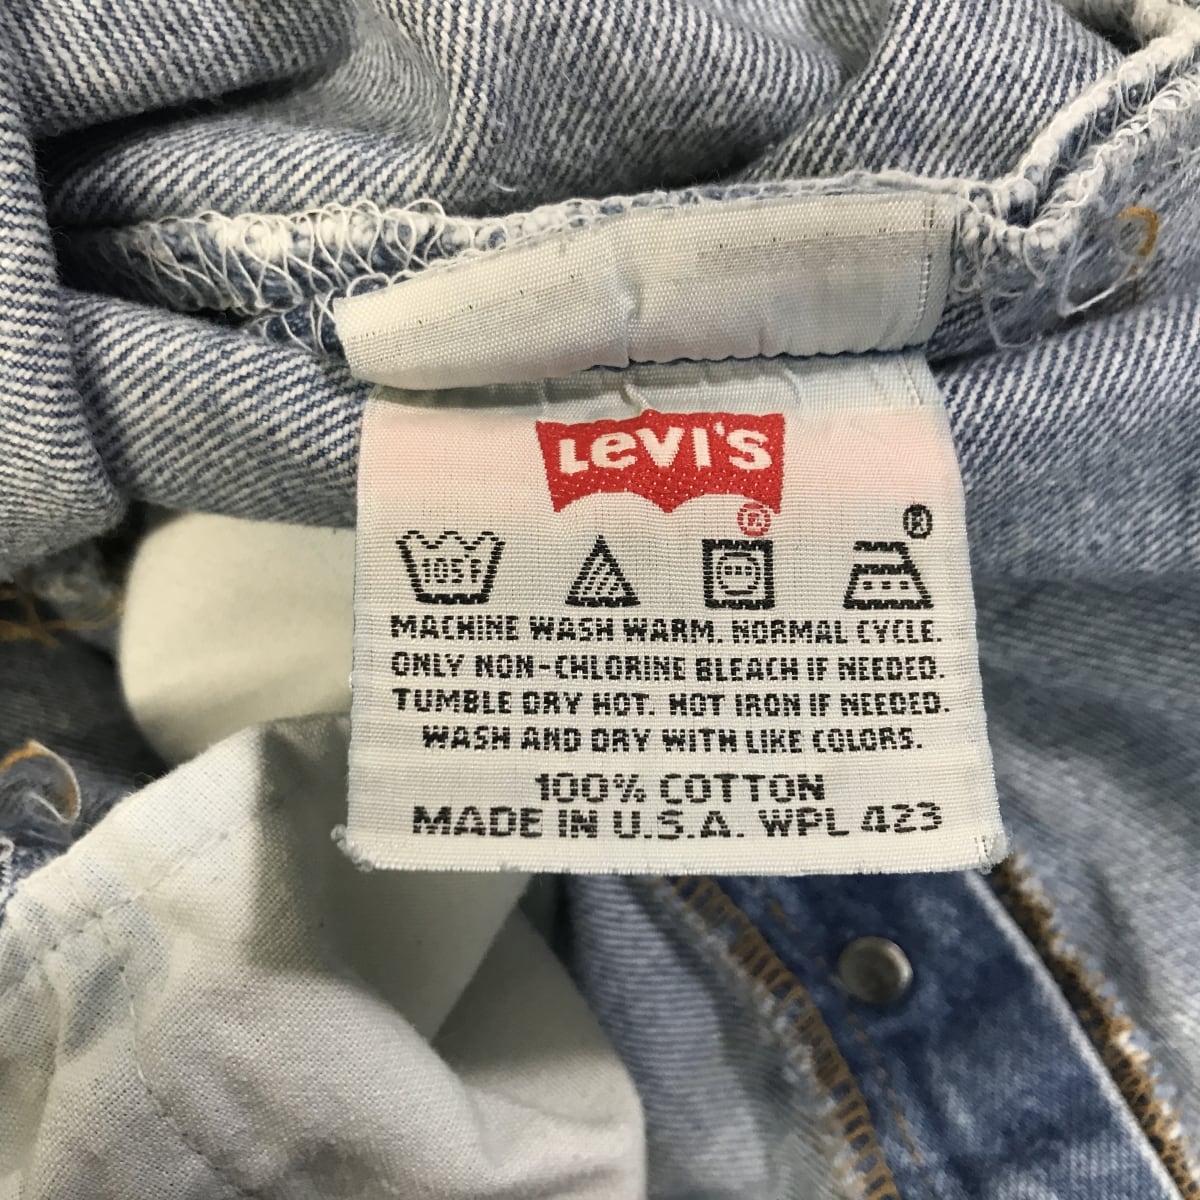 LEVI'S
®
®
105F
MACHINE WASH WARM. NORMAL CYCLE.
ONLY NON-CHLORINE BLEACH IF NEEDED.
TUMBLE DRY HOT. HOT IRON IF NEEDED.
WASH AND DRY WITH LIKE COLORS.
100% COTTON
MADE IN U.S.A. WPL 423